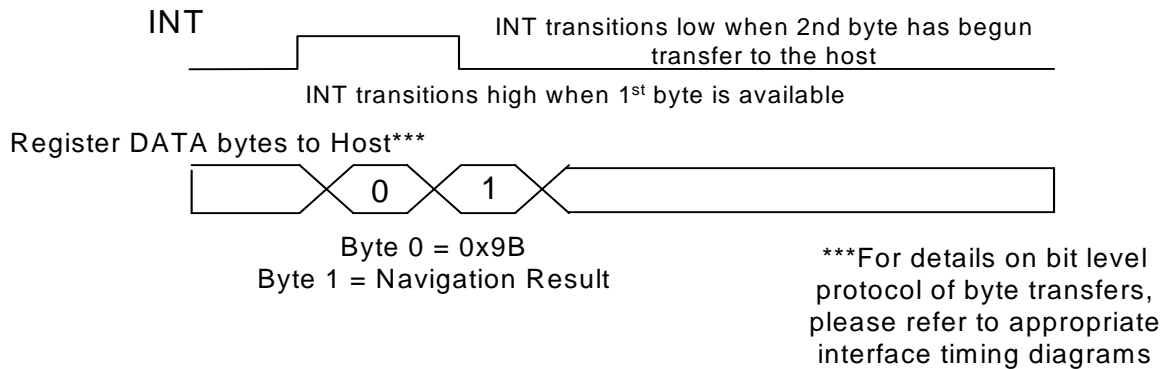 INT
INT transitions low when 2nd byte has begun
transfer to the host
INT transitions high when 1st byte is available
Register DATA bytes to Host***
0
1
Byte 0 = 0x9B
Byte 1 = Navigation Result
***For details on bit level
protocol of byte transfers,
please refer to appropriate
interface timing diagrams